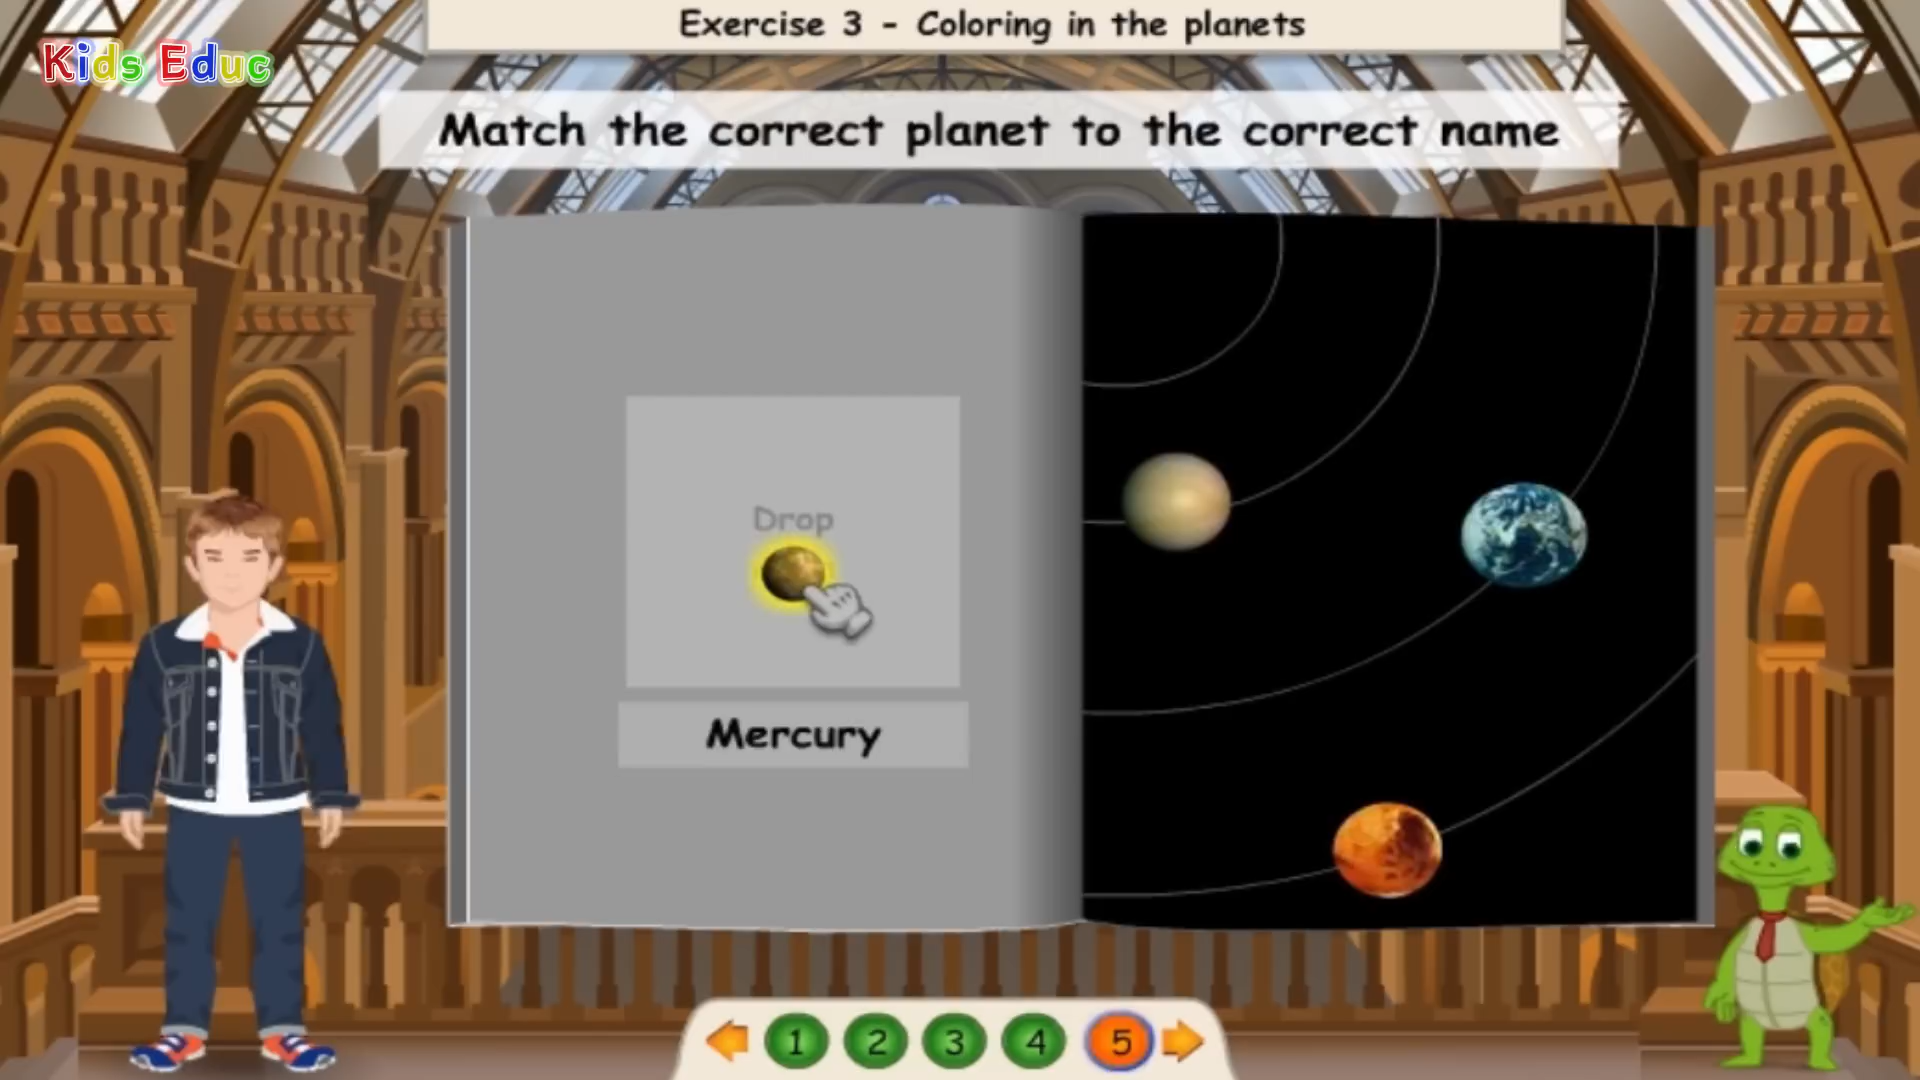 Exercise 3 - Coloring in the planets
Kids Educ
Match the correct planet to the correct name
Drop
Mercury
1 2 3 4 5